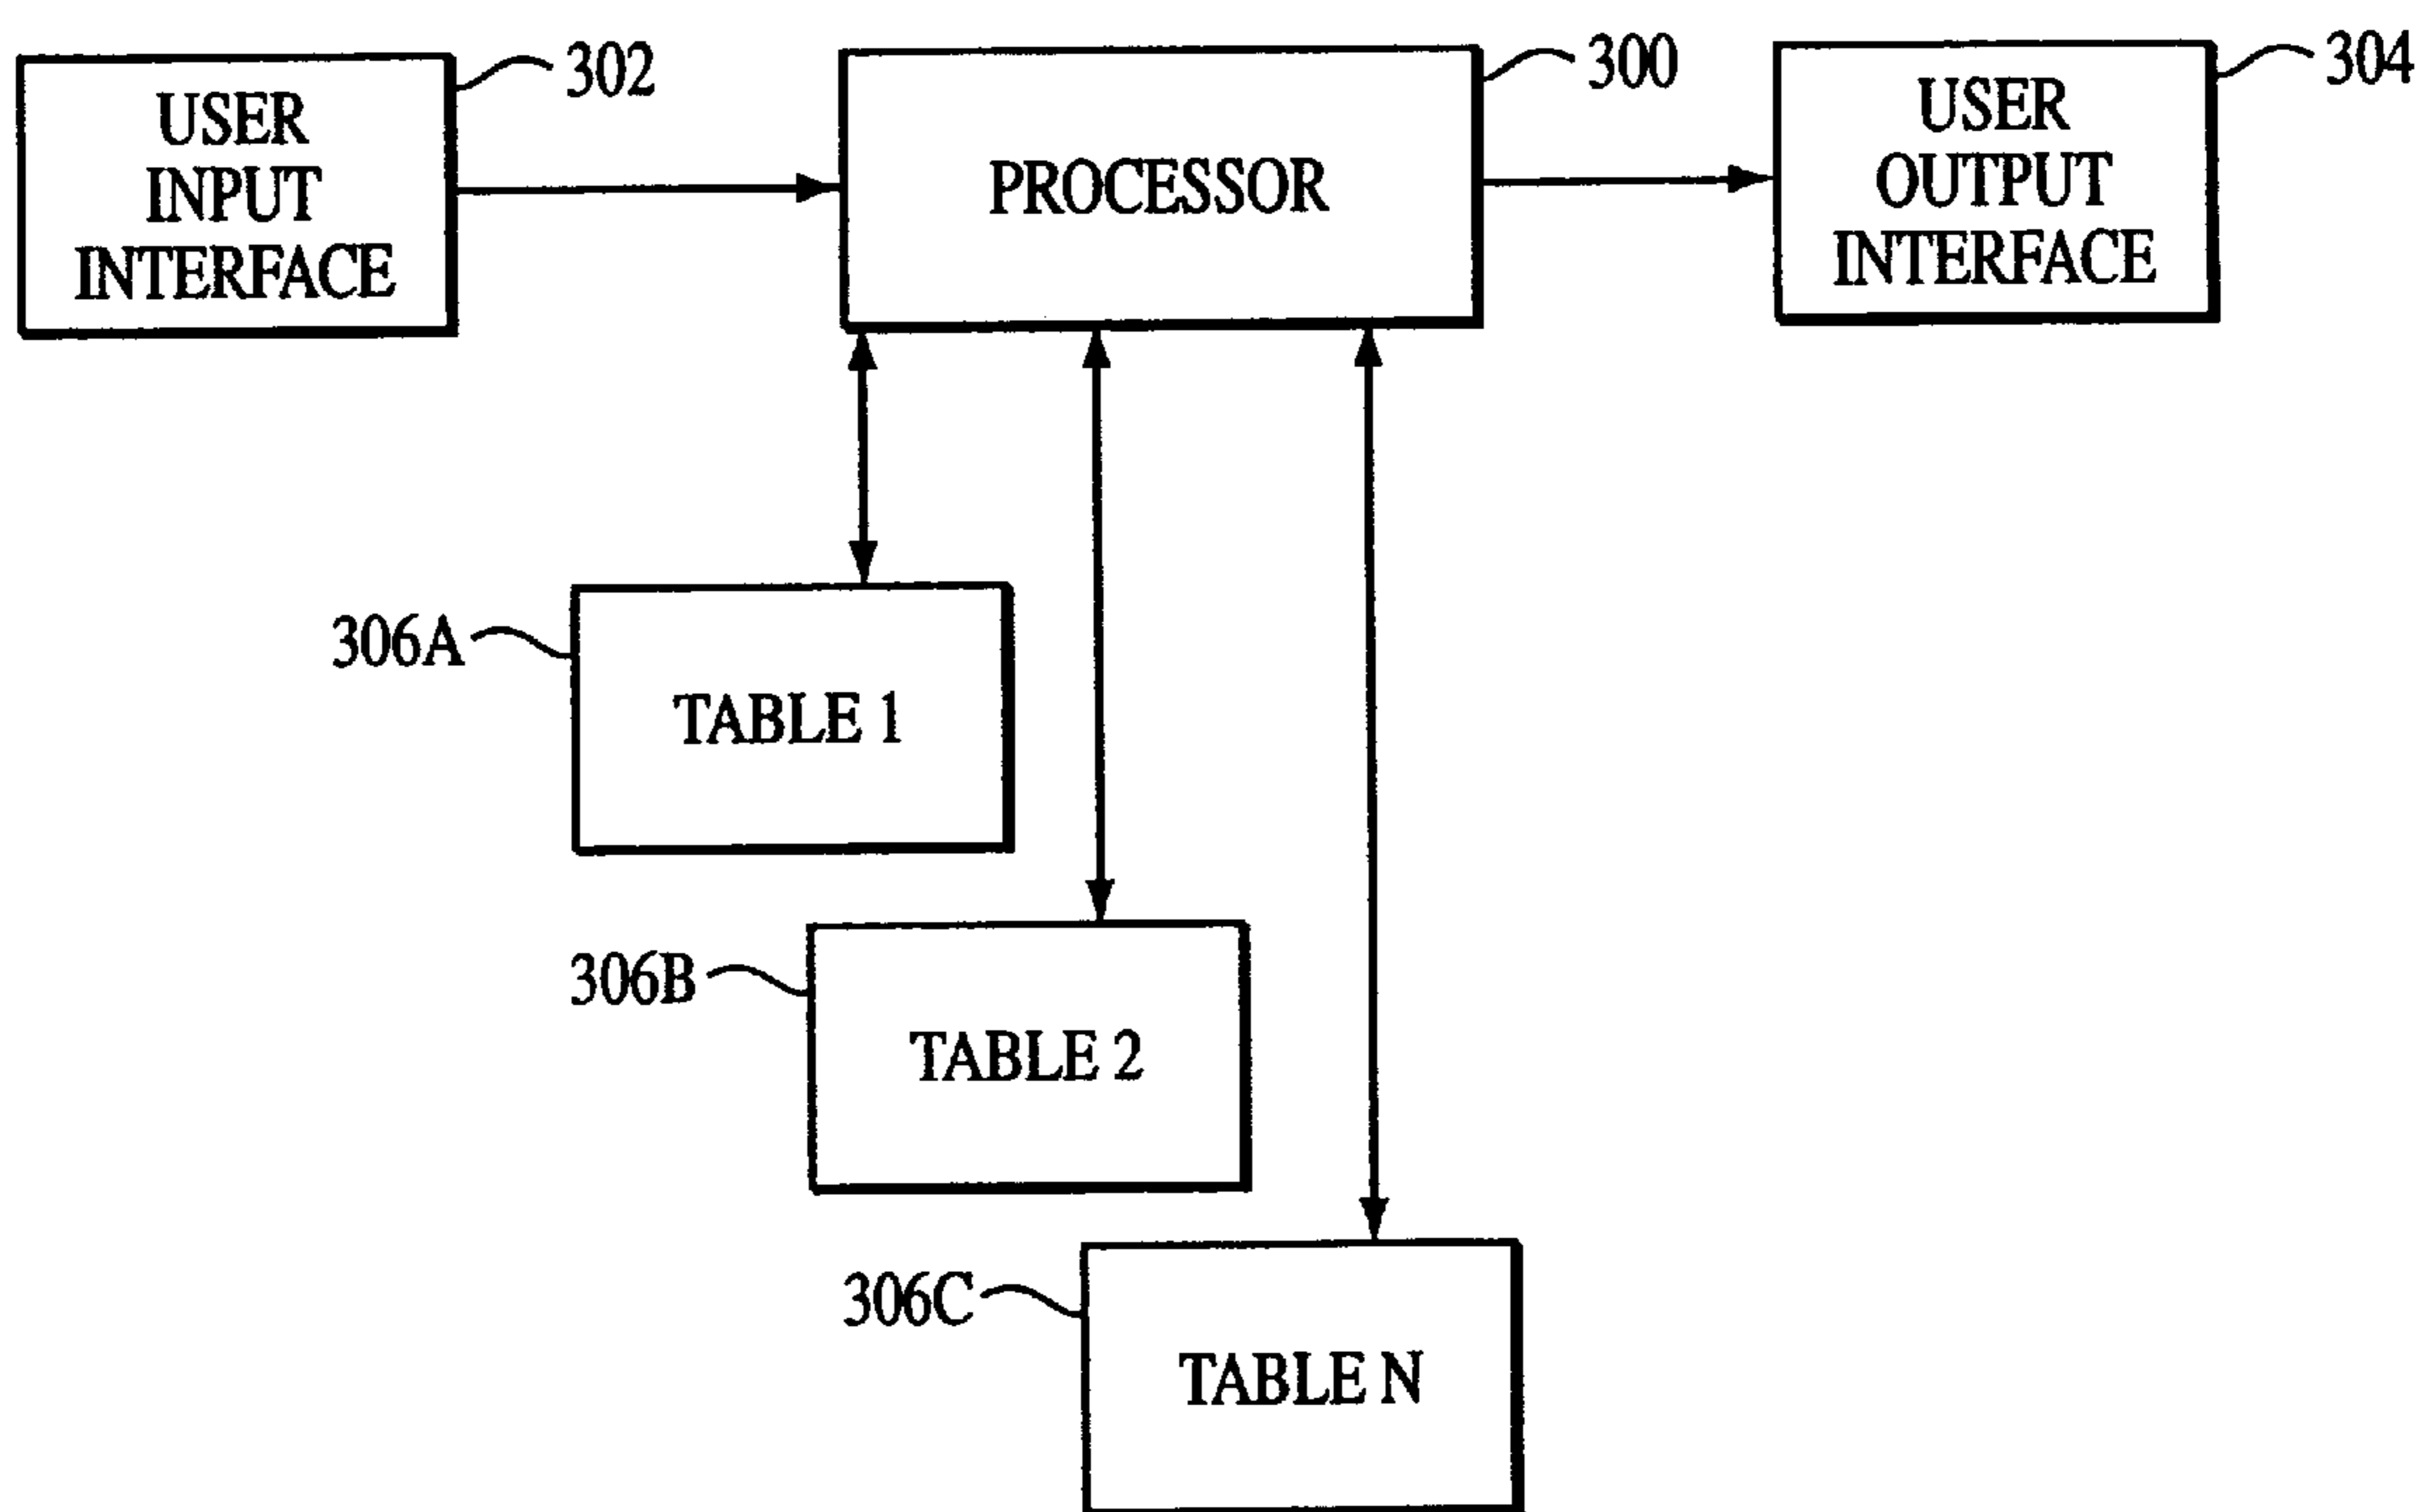 302
USER
INPUT
INTERFACE
300
PROCESSOR
304
USER
OUTPUT
INTERFACE
306A
TABLE 1
306B
TABLE 2
306C
TABLE N